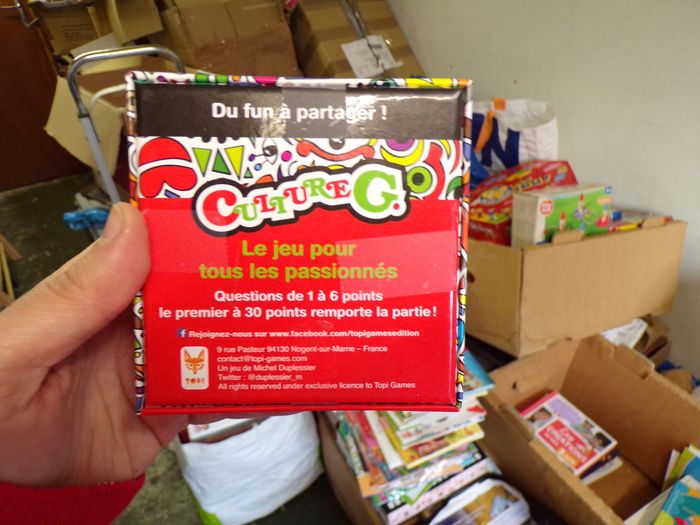 Du fun à partager !
CULTURE G.
Le jeu pour
tous les passionnés
Questions de 1 à 6 points
le premier à 30 points remporte la partie !
f Rejoignez-nous sur www.facebook.com/topigamesedition
9 rue Pasteur 94130 Nogent-sur-Marne – France
contact@topi-games.com
Un jeu de Michel Duplessier
Twitter : @duplessier_m
All rights reserved under exclusive licence to Topi Games
TOPI